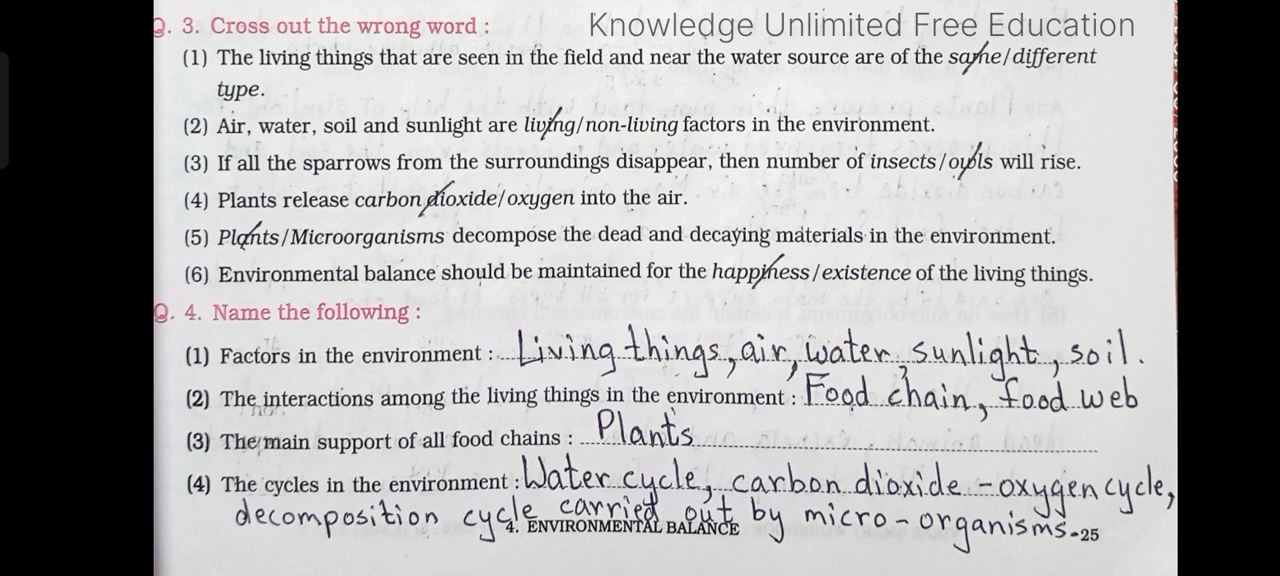 Knowledge Unlimited Free Education
Q. 3. Cross out the wrong word :
(1) The living things that are seen in the field and near the water source are of the same/different
type.
(2) Air, water, soil and sunlight are living/non-living factors in the environment.
(3) If all the sparrows from the surroundings disappear, then number of insects/owls will rise.
(4) Plants release carbon dioxide/oxygen into the air.
(5) Plants/Microorganisms decompose the dead and decaying materials in the environment.
(6) Environmental balance should be maintained for the happiness/existence of the living things.
Q. 4. Name the following :
(1) Factors in the environment : Living things, air, water, sunlight, soil.
(2) The interactions among the living things in the environment : Food chain, food web
(3) The main support of all food chains : Plants
(4) The cycles in the environment : Water cycle, carbon dioxide - oxygen cycle,
decomposition cycle carried out by micro-organisms.
4. ENVIRONMENTAL BALANCE 25